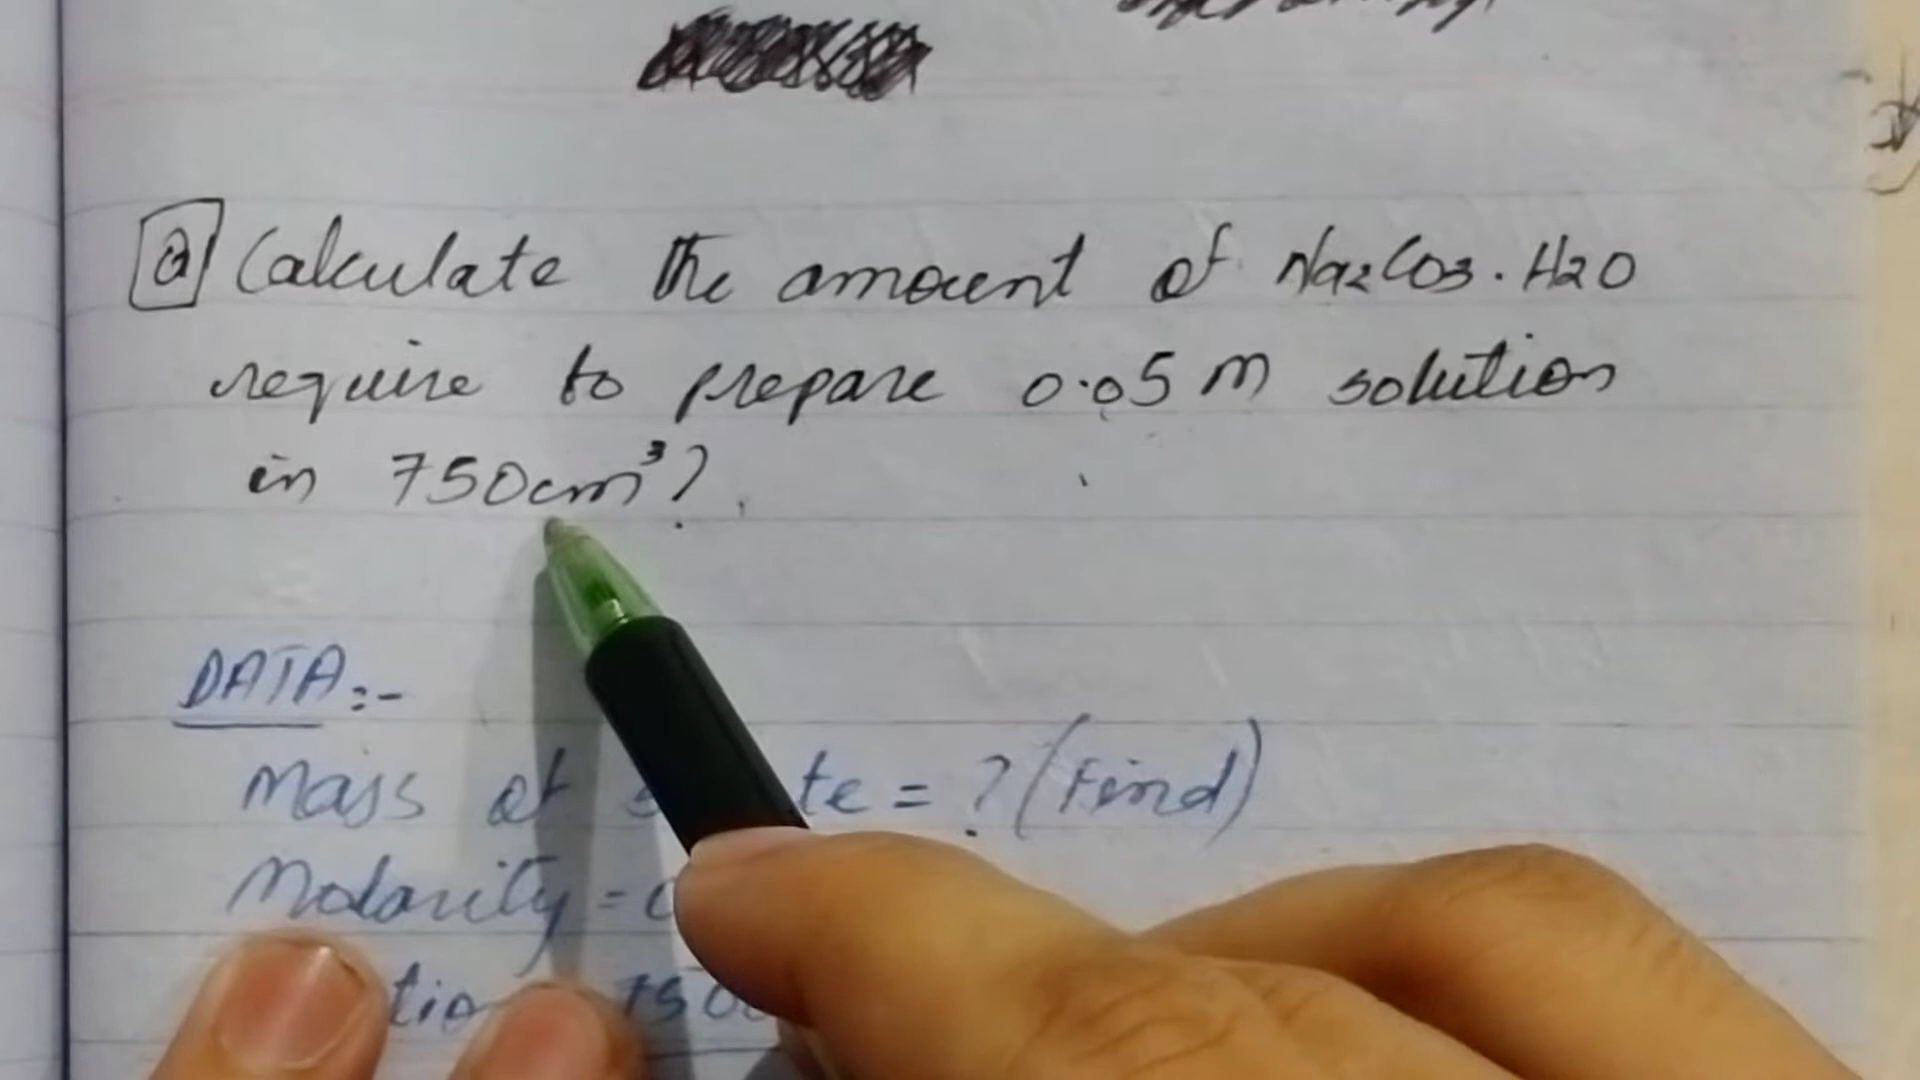 Q Calculate the amount of Na2CO3.H2O
require to prepare 0.05 M solution
in 750cm³?
DATA:-
Mass of = ? (Find)
Molarity =
750